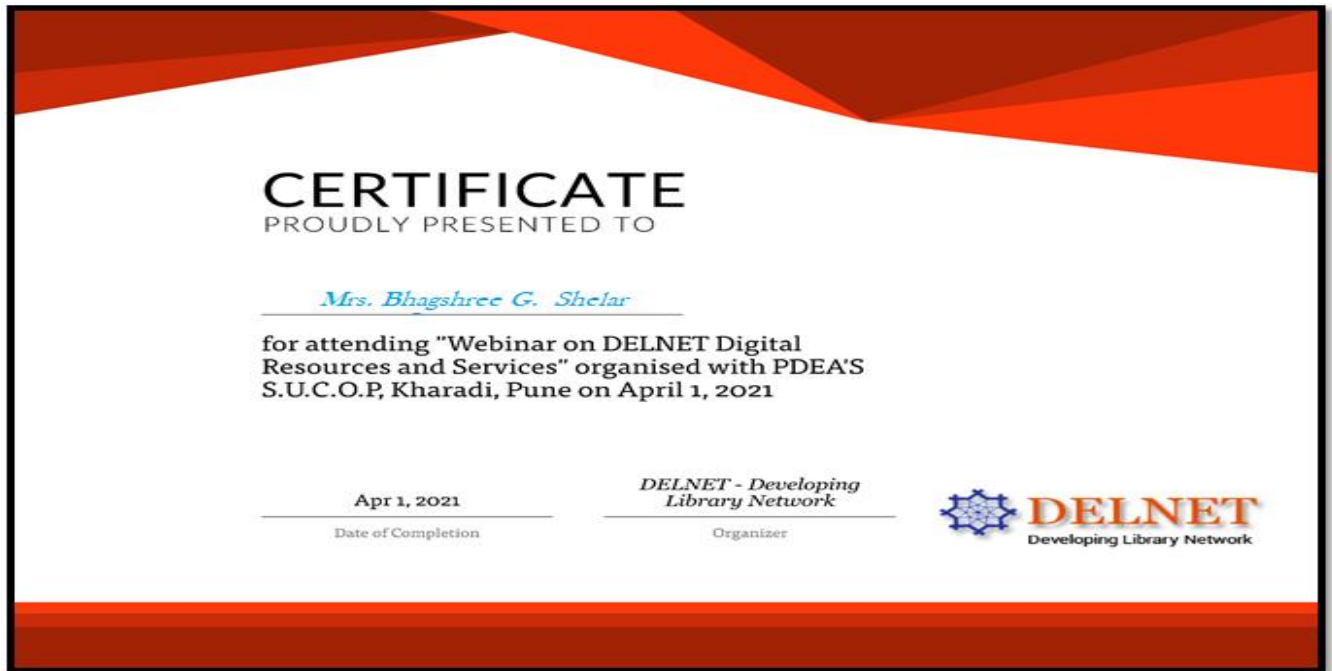 CERTIFICATE
PROUDLY PRESENTED TO
Mrs. Bhagshree G. Shelar
for attending "Webinar on DELNET Digital
Resources and Services" organised with PDEA'S
S.U.C.O.P, Kharadi, Pune on April 1, 2021
Apr 1, 2021
Date of Completion
DELNET - Developing
Library Network
Organizer
DELNET
Developing Library Network